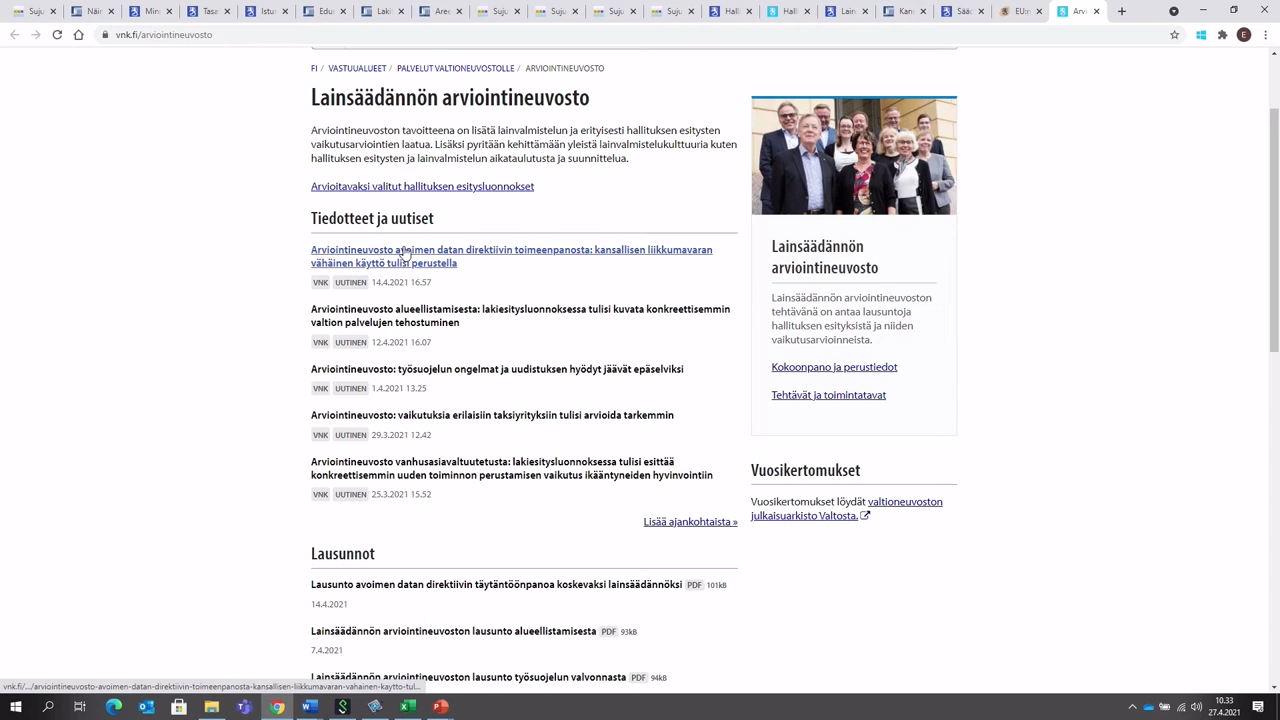 vnk.fi/arviointineuvosto
E
FI / VASTUUALUEET / PALVELUT VALTIONEUVOSTOLLE / ARVIOINTINEUVOSTO
Lainsäädännön arviointineuvosto
Arviointineuvoston tavoitteena on lisätä lainvalmistelun ja erityisesti hallituksen esitysten
vaikutusarviointien laatua. Lisäksi pyritään kehittämään yleistä lainvalmistelukulttuuria kuten
hallituksen esitysten ja lainvalmistelun aikataulutusta ja suunnittelua.
Arvioitavaksi valitut hallituksen esitysluonnokset
Tiedotteet ja uutiset
Arviointineuvosto avoimen datan direktiivin toimeenpanosta: kansallisen liikkumavaran
vähäinen käyttö tulisi perustella
VNK UUTINEN 14.4.2021 16.57
Arviointineuvosto alueellistamisesta: lakiesitysluonnoksessa tulisi kuvata konkreettisemmin
valtion palvelujen tehostuminen
VNK UUTINEN 12.4.2021 16.07
Arviointineuvosto: työsuojelun ongelmat ja uudistuksen hyödyt jäävät epäselviksi
VNK UUTINEN 1.4.2021 13.25
Arviointineuvosto: vaikutuksia erilaisiin taksiyrityksiin tulisi arvioida tarkemmin
VNK UUTINEN 29.3.2021 12.42
Arviointineuvosto vanhusasiavaltuutetusta: lakiesitysluonnoksessa tulisi esittää
konkreettisemmin uuden toiminnon perustamisen vaikutus ikääntyneiden hyvinvointiin
VNK UUTINEN 25.3.2021 15.52
Lisää ajankohtaista »
Lausunnot
Lausunto avoimen datan direktiivin täytäntöönpanoa koskevaksi lainsäädännöksi PDF 101kB
14.4.2021
Lainsäädännön arviointineuvoston lausunto alueellistamisesta PDF 93kB
7.4.2021
Lainsäädännön arviointineuvoston lausunto työsuojelun valvonnasta PDF 94kB
Lainsäädännön
arviointineuvosto
Lainsäädännön arviointineuvoston
tehtävänä on antaa lausuntoja
hallituksen esityksistä ja niiden
vaikutusarvioinneista.
Kokoonpano ja perustiedot
Tehtävät ja toimintatavat
Vuosikertomukset
Vuosikertomukset löydät valtioneuvoston
julkaisuarkisto Valtosta.
vnk.fi/.../arviointineuvosto-avoimen-datan-direktiivin-toimeenpanosta-kansallisen-liikkumavaran-vahainen-kaytto-tul...
10.33
27.4.2021